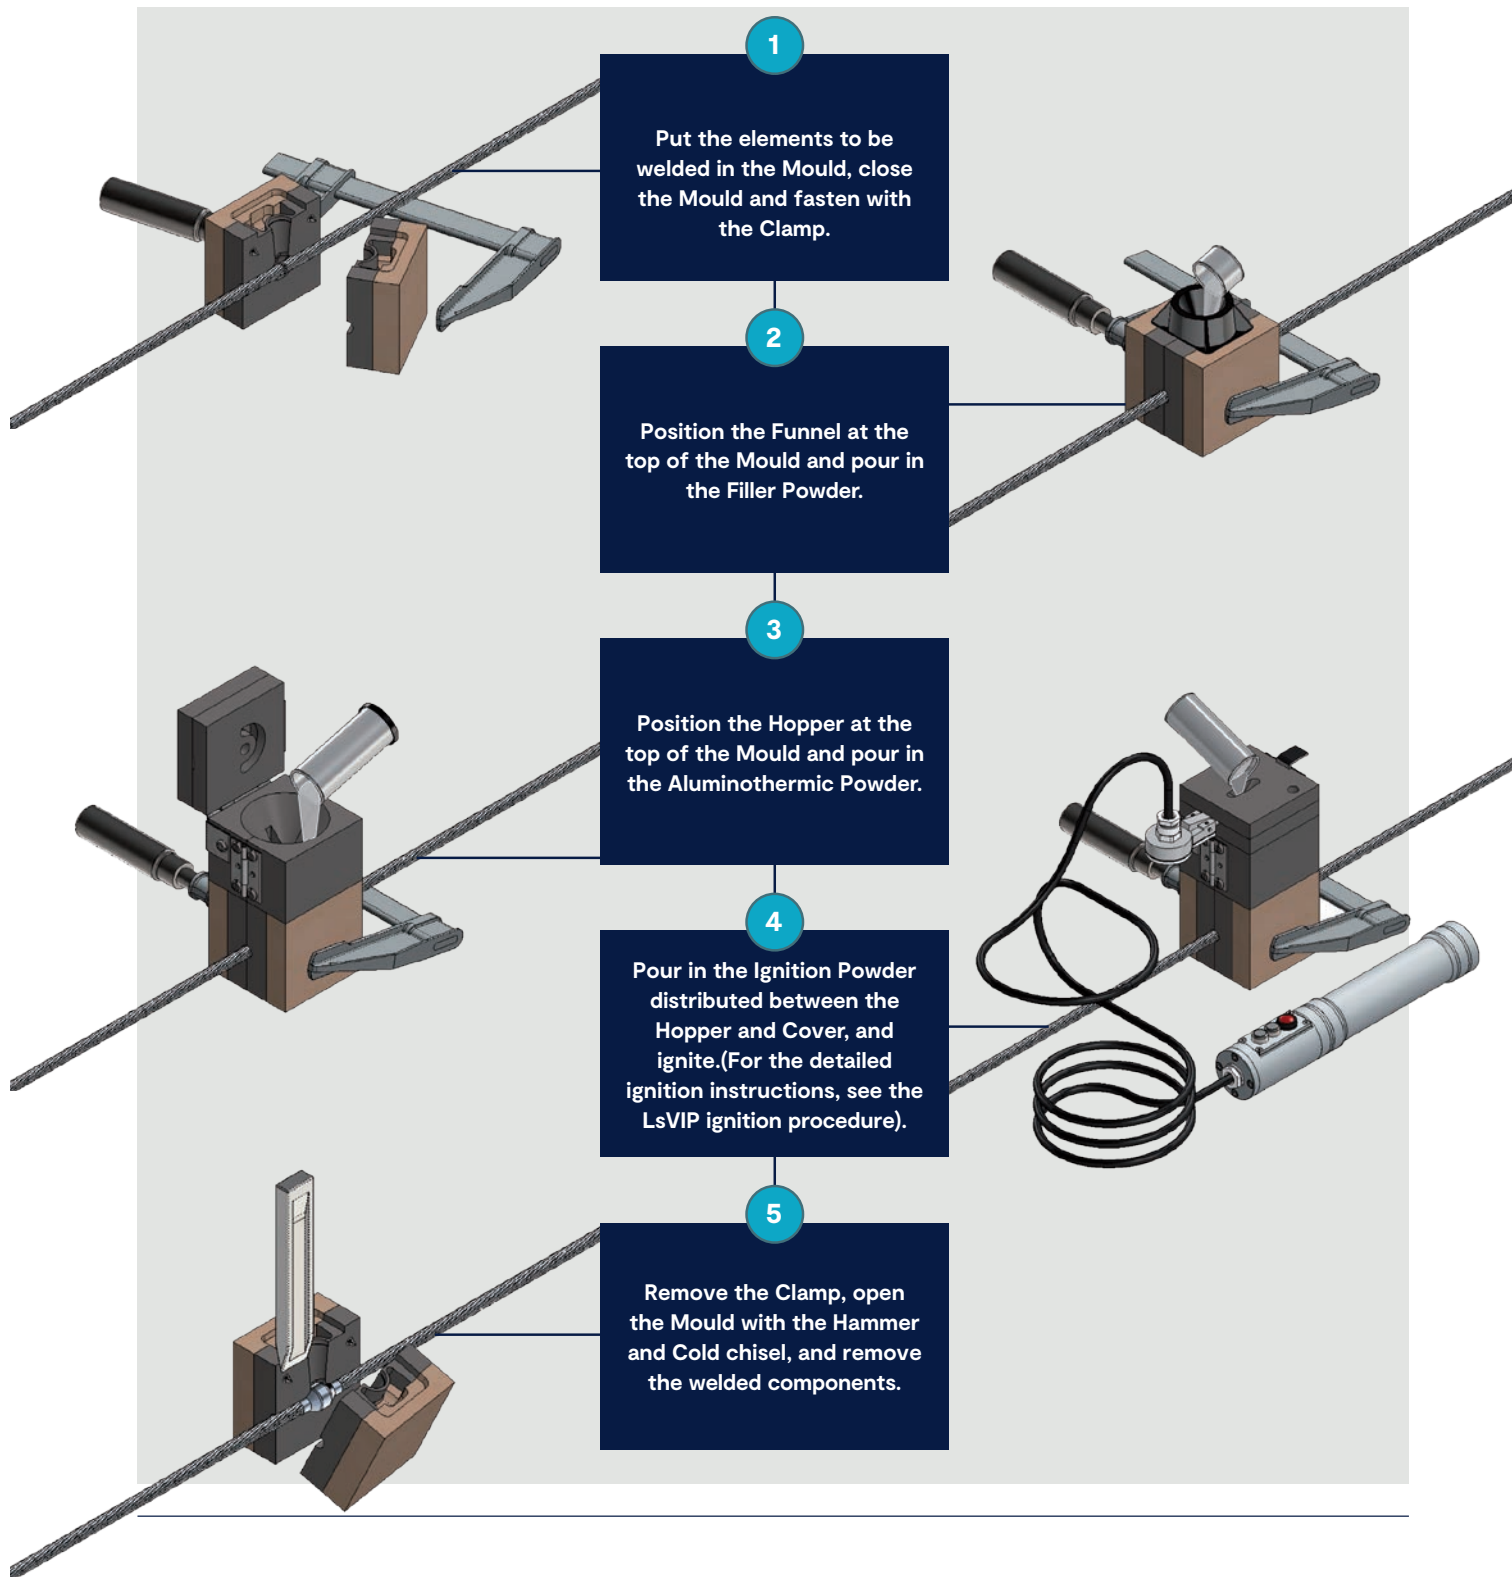 1
Put the elements to be
welded in the Mould, close
the Mould and fasten with
the Clamp.
2
Position the Funnel at the
top of the Mould and pour in
the Filler Powder.
3
Position the Hopper at the
top of the Mould and pour in
the Aluminothermic Powder.
4
Pour in the Ignition Powder
distributed between the
Hopper and Cover, and
ignite.(For the detailed
ignition instructions, see the
LsVIP ignition procedure).
5
Remove the Clamp, open
the Mould with the Hammer
and Cold chisel, and remove
the welded components.